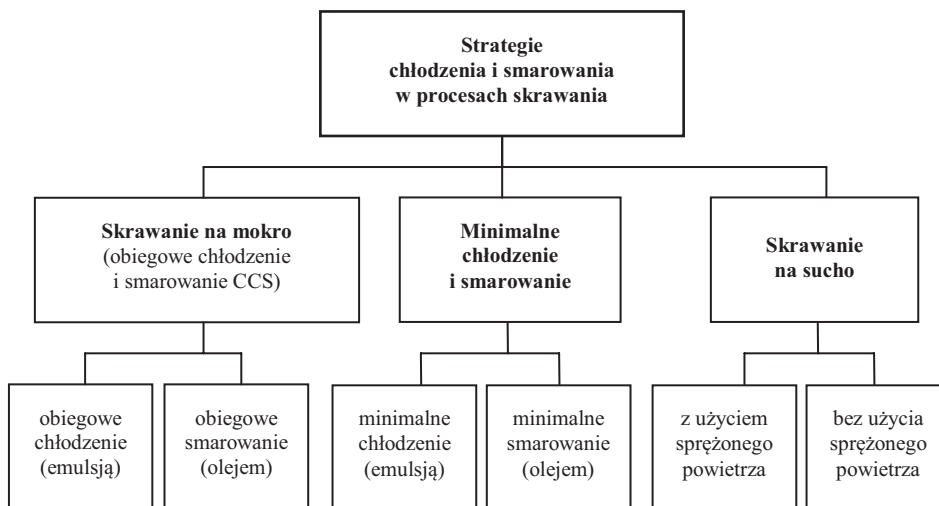 Strategie
chłodzenia i smarowania
w procesach skrawania
Skrawanie na mokro
(obiegowe chłodzenie
i smarowanie CCS)
Minimalne
chłodzenie
i smarowanie
Skrawanie
na sucho
obiegowe
chłodzenie
(emulsją)
obiegowe
smarowanie
(olejem)
minimalne
chłodzenie
(emulsją)
minimalne
smarowanie
(olejem)
z użyciem
sprężonego
powietrza
bez użycia
sprężonego
powietrza